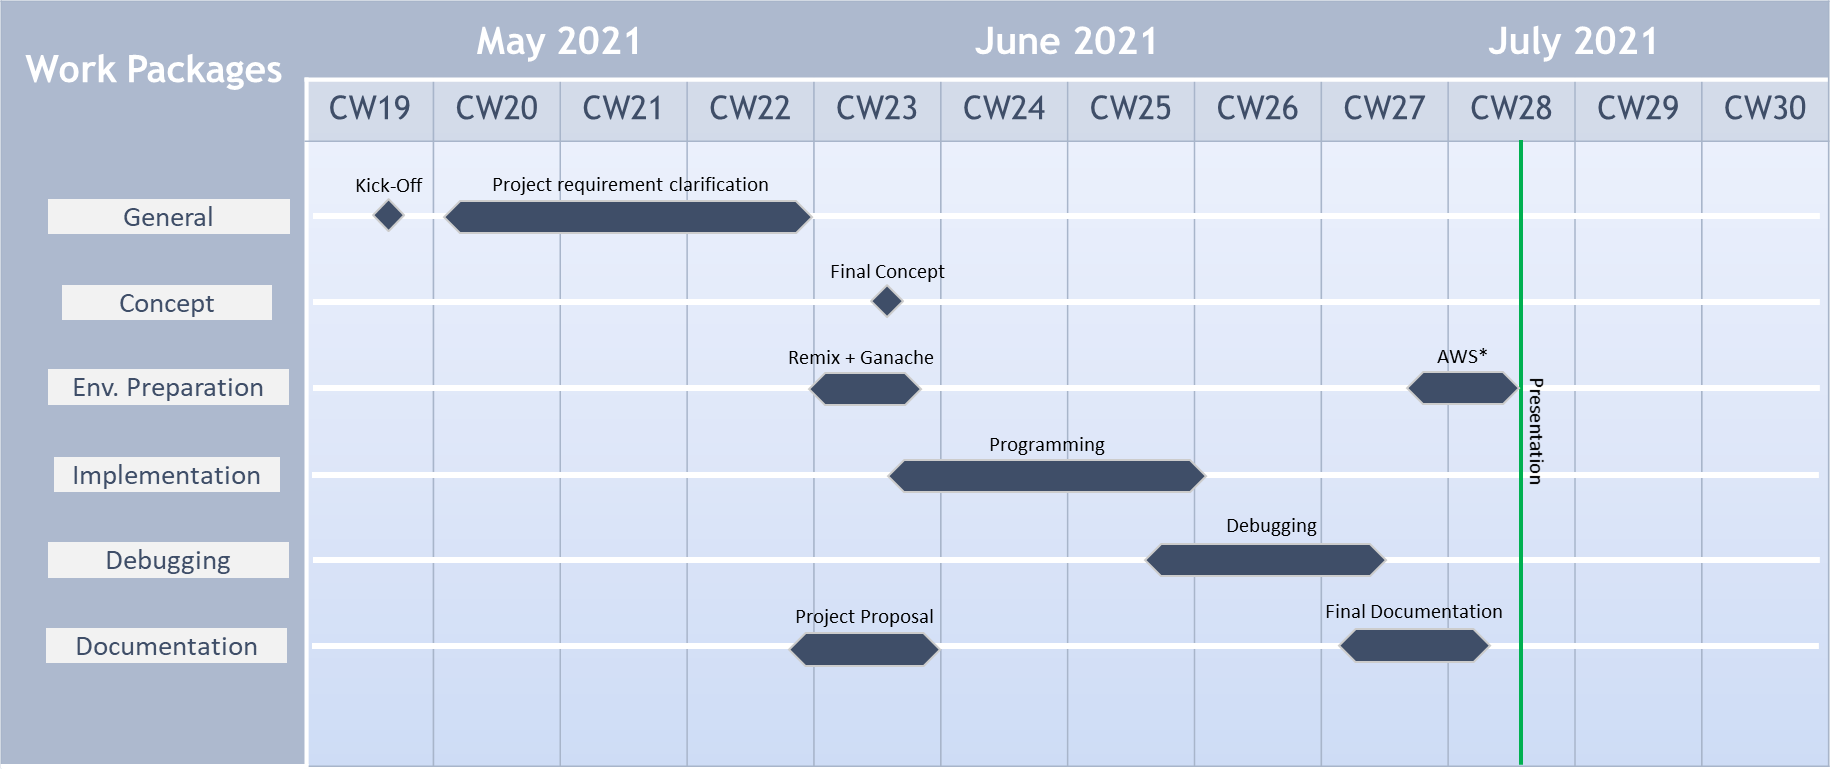 May 2021
June 2021
July 2021
Work Packages
CW19
CW20
CW21
CW22
CW23
CW24
CW25
CW26
CW27
CW28
CW29
CW30
Kick-Off
Project requirement clarification
General
Final Concept
Concept
Remix + Ganache
AWS*
Env. Preparation
Presentation
Programming
Implementation
Debugging
Debugging
Project Proposal
Final Documentation
Documentation